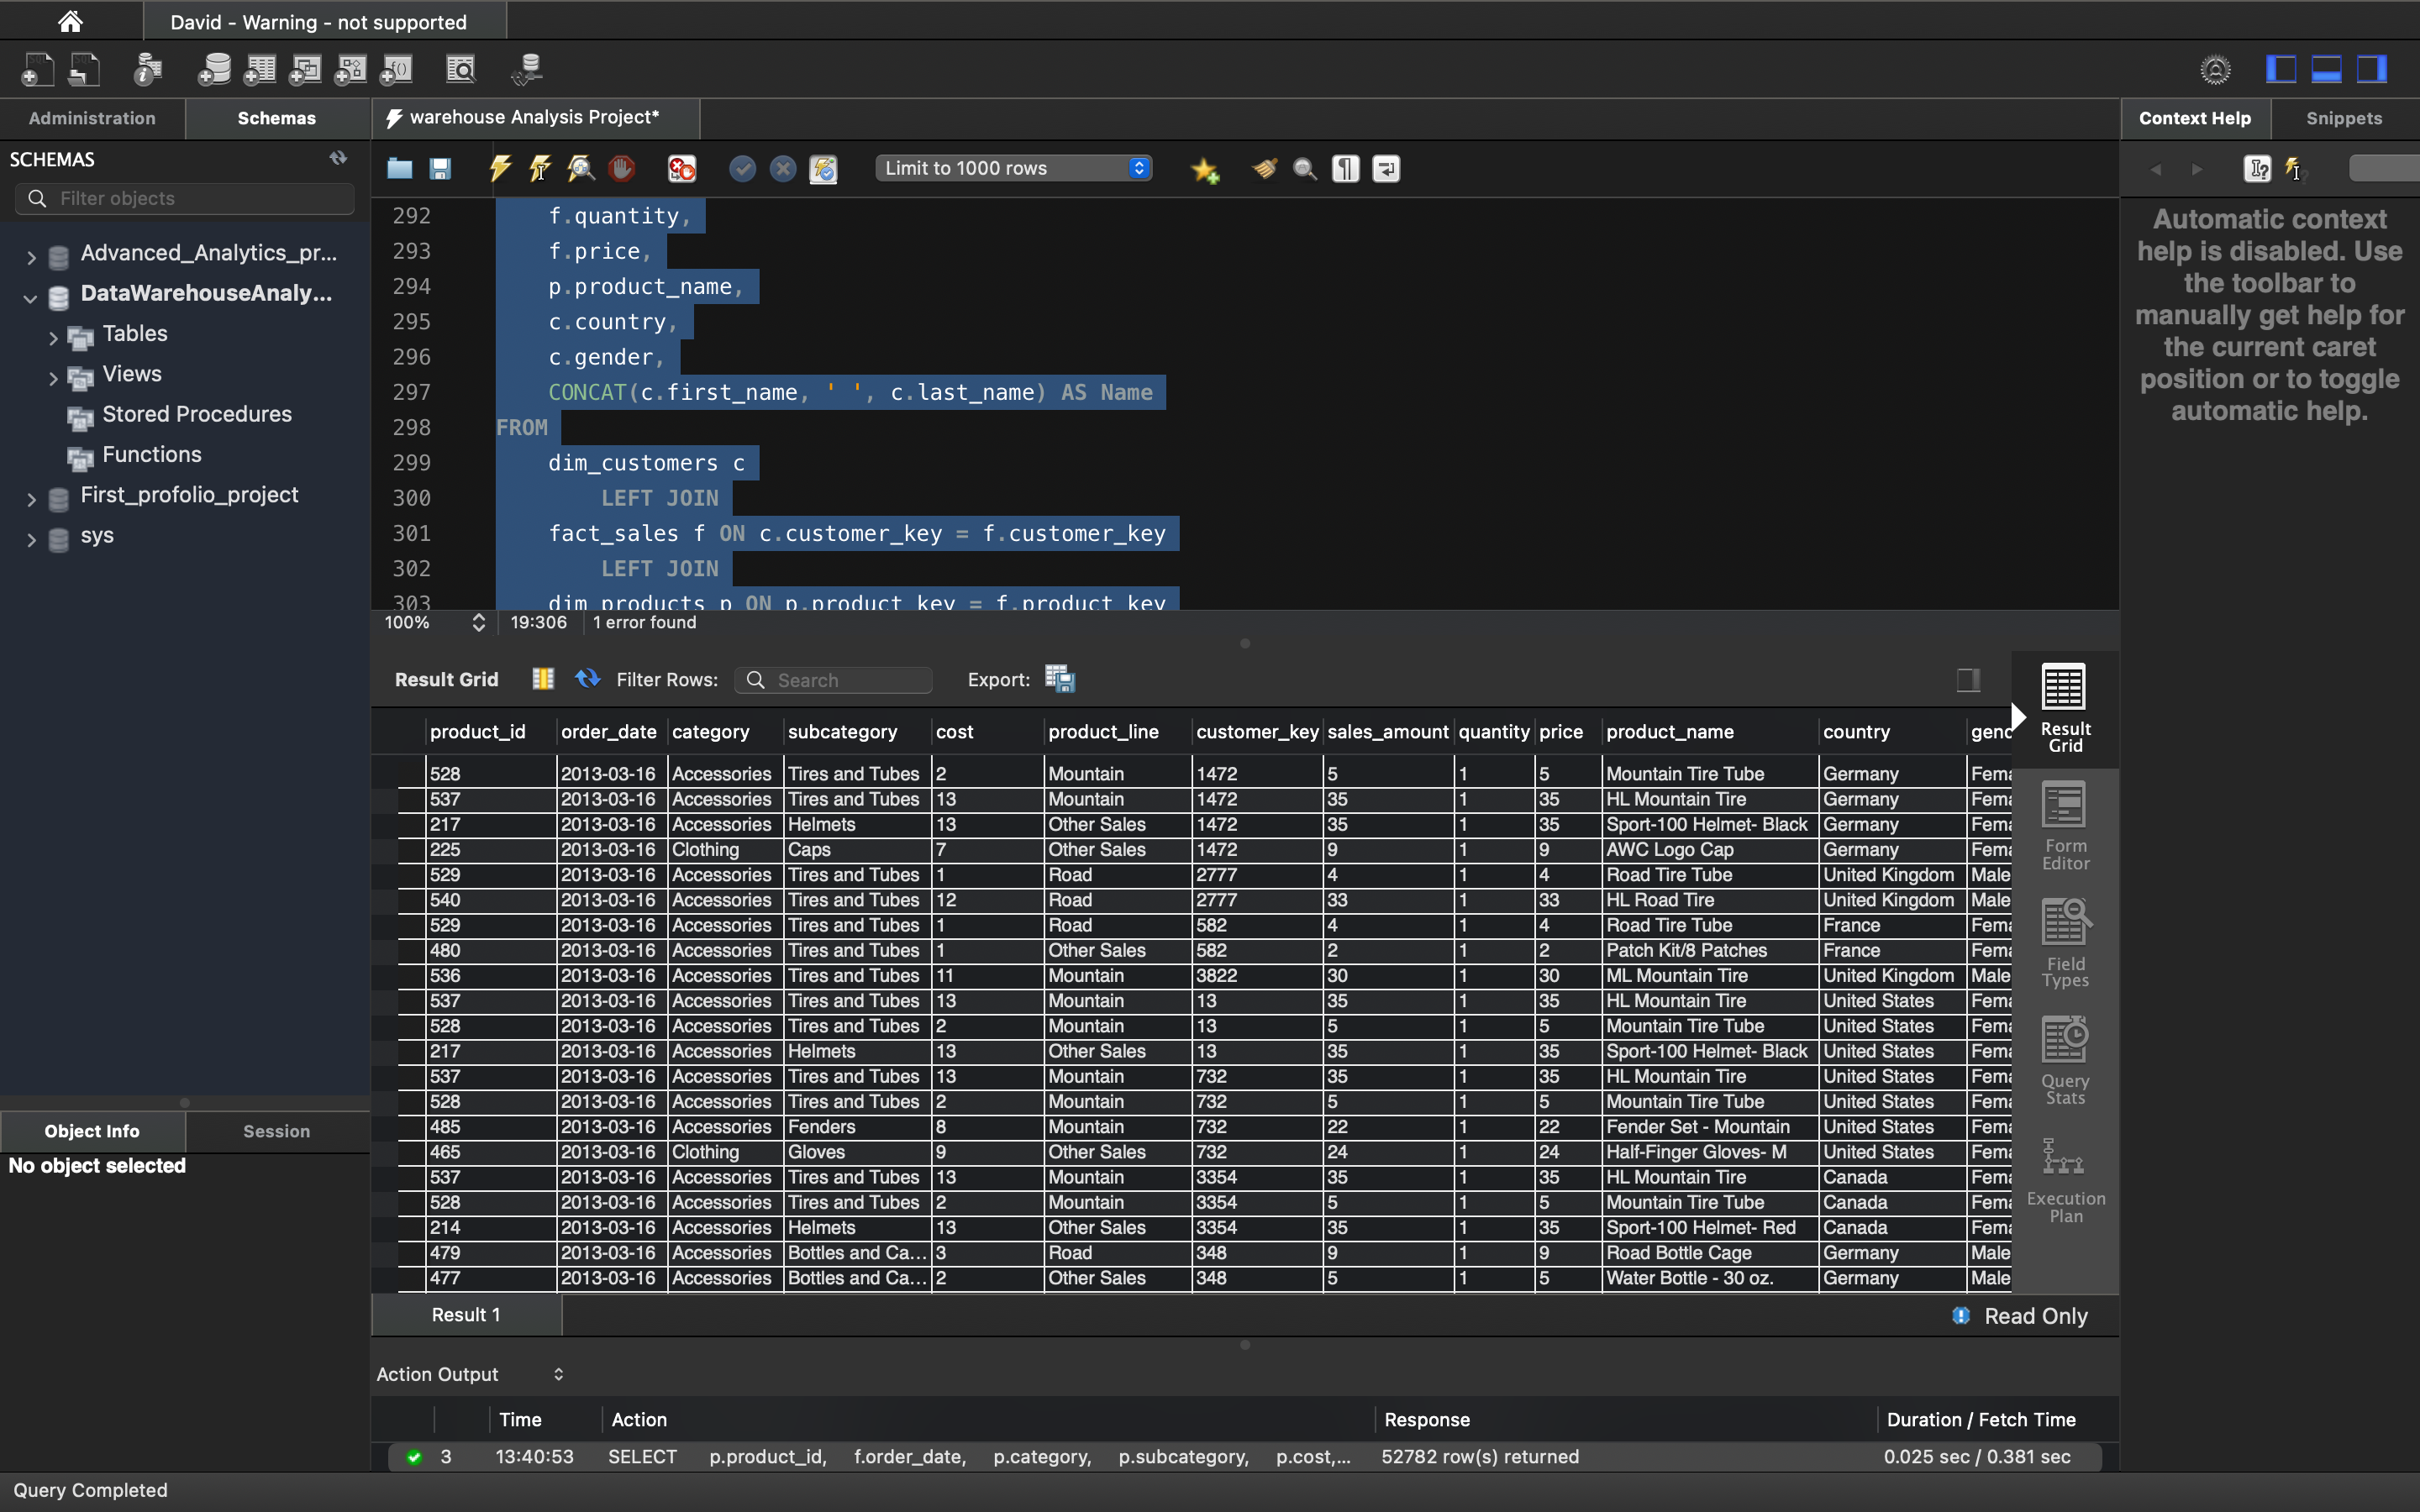 David - Warning - not supported
Administration
Schemas
warehouse Analysis Project*
Context Help
Snippets
SCHEMAS
Filter objects
Limit to 1000 rows
Advanced_Analytics_pr...
DataWarehouseAnaly...
Tables
Views
Stored Procedures
Functions
First_profolio_project
sys
292 f.quantity,
293 f.price,
294 p.product_name,
295 c.country,
296 c.gender,
297 CONCAT(c.first_name, ' ', c.last_name) AS Name
298 FROM
299 dim_customers c
300 LEFT JOIN
301 fact_sales f ON c.customer_key = f.customer_key
302 LEFT JOIN
303 dim_products p ON p.product_key = f.product_key
Automatic context
help is disabled. Use
the toolbar to
manually get help for
the current caret
position or to toggle
automatic help.
100% 19:306 1 error found
Result Grid Filter Rows: Search Export:
product_id order_date category subcategory cost product_line customer_key sales_amount quantity price product_name country gend
528 2013-03-16 Accessories Tires and Tubes 2 Mountain 1472 5 1 5 Mountain Tire Tube Germany Fema
537 2013-03-16 Accessories Tires and Tubes 13 Mountain 1472 35 1 35 HL Mountain Tire Germany Fema
217 2013-03-16 Accessories Helmets 13 Other Sales 1472 35 1 35 Sport-100 Helmet- Black Germany Fema
225 2013-03-16 Clothing Caps 7 Other Sales 1472 9 1 9 AWC Logo Cap Germany Fema
529 2013-03-16 Accessories Tires and Tubes 1 Road 2777 4 1 4 Road Tire Tube United Kingdom Male
540 2013-03-16 Accessories Tires and Tubes 12 Road 2777 33 1 33 HL Road Tire United Kingdom Male
529 2013-03-16 Accessories Tires and Tubes 1 Road 582 4 1 4 Road Tire Tube France Fema
480 2013-03-16 Accessories Tires and Tubes 1 Other Sales 582 2 1 2 Patch Kit/8 Patches France Fema
536 2013-03-16 Accessories Tires and Tubes 11 Mountain 3822 30 1 30 ML Mountain Tire United Kingdom Male
537 2013-03-16 Accessories Tires and Tubes 13 Mountain 13 35 1 35 HL Mountain Tire United States Fema
528 2013-03-16 Accessories Tires and Tubes 2 Mountain 13 5 1 5 Mountain Tire Tube United States Fema
217 2013-03-16 Accessories Helmets 13 Other Sales 13 35 1 35 Sport-100 Helmet- Black United States Fema
537 2013-03-16 Accessories Tires and Tubes 13 Mountain 732 35 1 35 HL Mountain Tire United States Fema
528 2013-03-16 Accessories Tires and Tubes 2 Mountain 732 5 1 5 Mountain Tire Tube United States Fema
485 2013-03-16 Accessories Fenders 8 Mountain 732 22 1 22 Fender Set - Mountain United States Fema
465 2013-03-16 Clothing Gloves 9 Other Sales 732 24 1 24 Half-Finger Gloves- M United States Fema
537 2013-03-16 Accessories Tires and Tubes 13 Mountain 3354 35 1 35 HL Mountain Tire Canada Fema
528 2013-03-16 Accessories Tires and Tubes 2 Mountain 3354 5 1 5 Mountain Tire Tube Canada Fema
214 2013-03-16 Accessories Helmets 13 Other Sales 3354 35 1 35 Sport-100 Helmet- Red Canada Fema
479 2013-03-16 Accessories Bottles and Ca... 3 Road 348 9 1 9 Road Bottle Cage Germany Male
477 2013-03-16 Accessories Bottles and Ca... 2 Other Sales 348 5 1 5 Water Bottle - 30 oz. Germany Male
Result
Grid
Form
Editor
Field
Types
Query
Stats
Execution
Plan
Object Info
Session
No object selected
Result 1
Read Only
Action Output
Time Action Response Duration / Fetch Time
3 13:40:53 SELECT p.product_id, f.order_date, p.category, p.subcategory, p.cost,... 52782 row(s) returned 0.025 sec / 0.381 sec
Query Completed